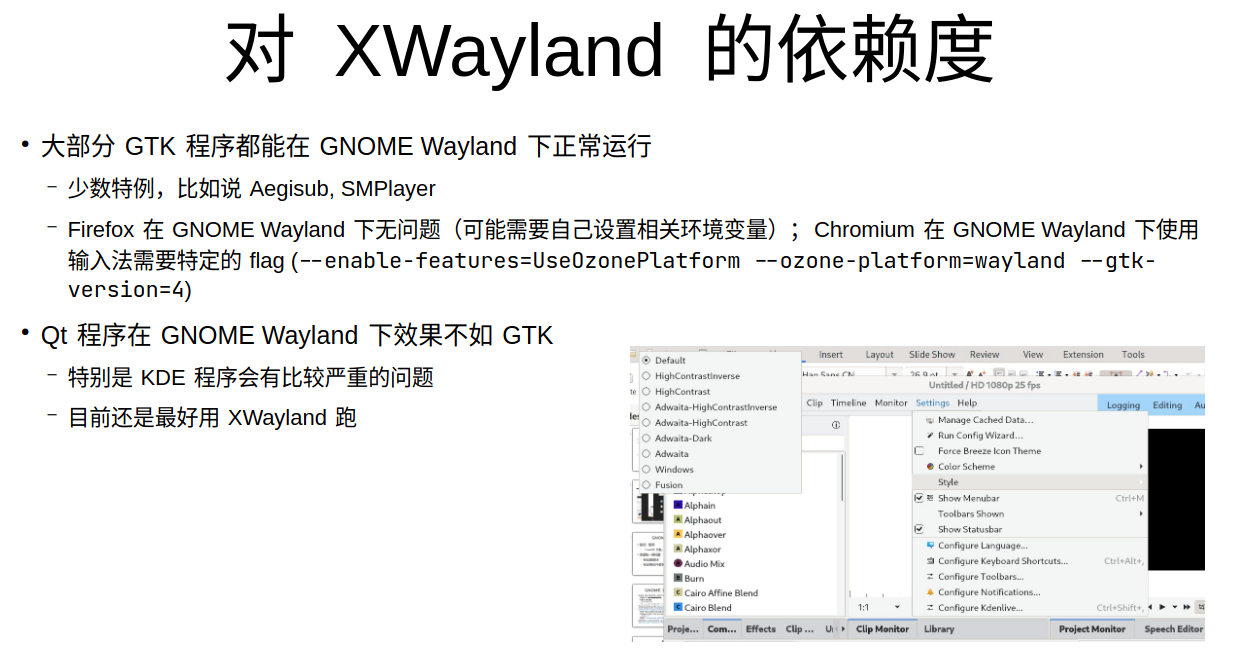 对 XWayland 的依赖度
• 大部分 GTK 程序都能在 GNOME Wayland 下正常运行
– 少数特例，比如说 Aegisub, SMPlayer
– Firefox 在 GNOME Wayland 下无问题（可能需要自己设置相关环境变量）； Chromium 在 GNOME Wayland 下使用
输入法需要特定的 flag (--enable-features=UseOzonePlatform --ozone-platform=wayland --gtk-
version=4)
• Qt 程序在 GNOME Wayland 下效果不如 GTK
– 特别是 KDE 程序会有比较严重的问题
– 目前还是最好用 XWayland 跑
Insert Layout Slide Show Review View Extension Tools
Untitled / HD 1080p 25 fps
Clip Timeline Monitor Settings Help
Logging Editing
Default
HighContrastInverse
HighContrast
Adwaita-HighContrastInverse
Adwaita-HighContrast
Adwaita-Dark
Adwaita
Windows
Fusion
Alphain
Alphaout
Alphaover
Alphaxor
Audio Mix
Burn
Cairo Affine Blend
Cairo Blend
Manage Cached Data...
Run Config Wizard...
Force Breeze Icon Theme
Color Scheme
Style
Show Menubar Ctrl+M
Toolbars Shown
Show Statusbar
Configure Language...
Configure Keyboard Shortcuts... Ctrl+Alt+,
Configure Toolbars...
Configure Notifications...
Configure Kdenlive... Ctrl+Shift+,
1:1
Proje... Com... Effects Clip ... Clip Monitor Library Project Monitor Speech Editor